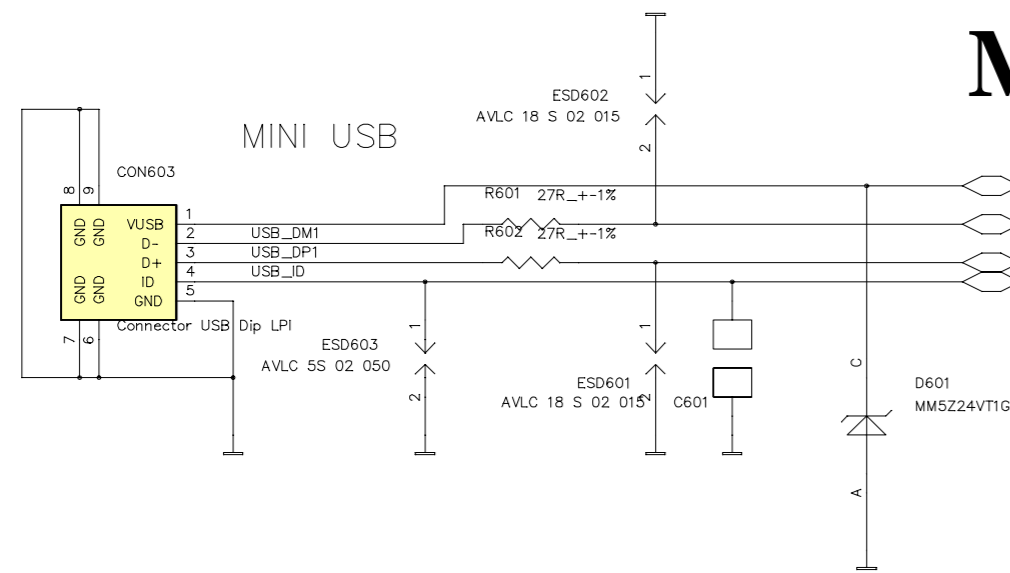 M
1
ESD602
AVLC 18 S 02 015
2
MINI USB
CON603
8
9
R601 27R_+-1%
GND
GND
VUSB
1
USB_DM1
R602 27R_+-1%
D-
2
USB_DP1
D+
3
USB_ID
ID
4
GND
GND
GND
5
Connector USB Dip LPI
7
6
1
ESD603
AVLC 5S 02 050
2
1
ESD601
AVLC 18 S 02 015
2
C601
C
D601
MM5Z24VT1G
A